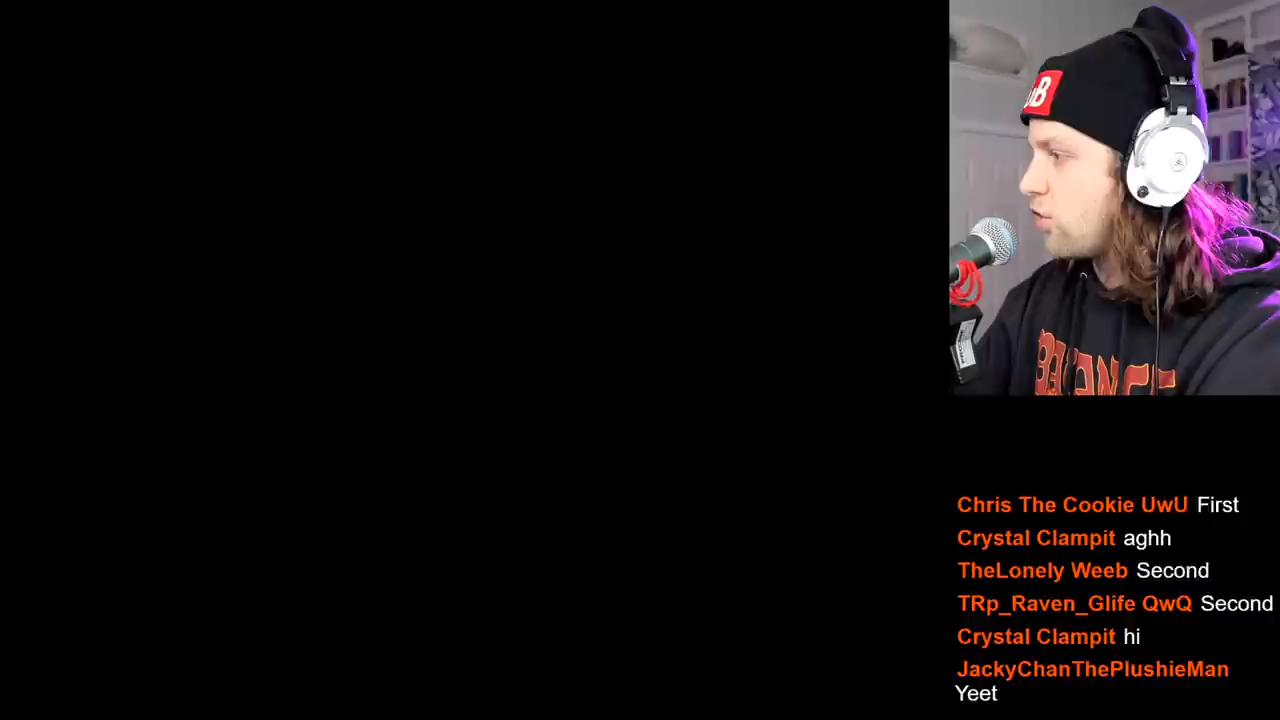 Chris The Cookie UwU First
Crystal Clampit aghh
TheLonely Weeb Second
TRp_Raven_Glife QwQ Second
Crystal Clampit hi
JackyChanThePlushieMan
Yeet